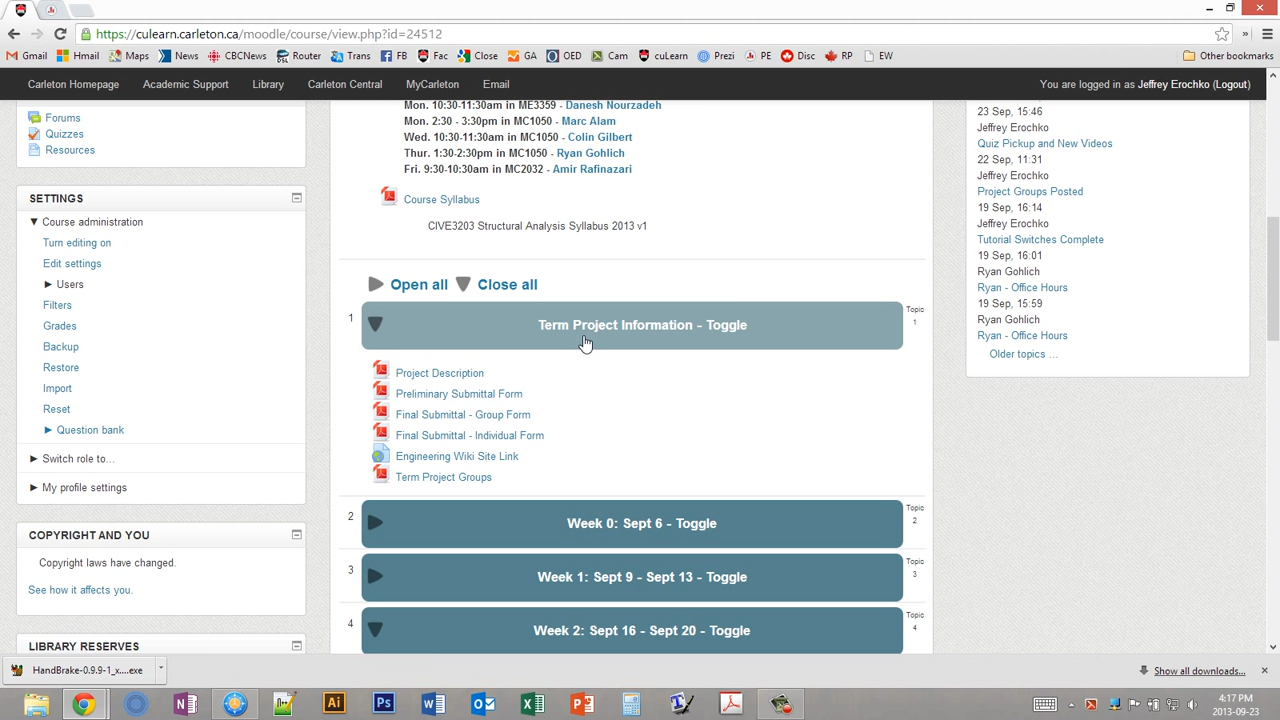 https://culearn.carleton.ca/moodle/course/view.php?id=24512
Gmail Hmail Maps News CBCNews Router Trans FB Fac Close GA OED Cam cuLearn Prezi PE Disc RP EW Other bookmarks
Carleton Homepage Academic Support Library Carleton Central MyCarleton Email You are logged in as Jeffrey Erochko (Logout)
Forums
Quizzes
Resources
SETTINGS
Course administration
Turn editing on
Edit settings
Users
Filters
Grades
Backup
Restore
Import
Reset
Question bank
Switch role to...
My profile settings
COPYRIGHT AND YOU
Copyright laws have changed.
See how it affects you.
LIBRARY RESERVES
Mon. 10:30-11:30am in ME3359 - Danesh Nourzadeh
Mon. 2:30 - 3:30pm in MC1050 - Marc Alam
Wed. 10:30-11:30am in MC1050 - Colin Gilbert
Thur. 1:30-2:30pm in MC1050 - Ryan Gohlich
Fri. 9:30-10:30am in MC2032 - Amir Rafinazari
Course Syllabus
CIVE3203 Structural Analysis Syllabus 2013 v1
Open all Close all
1 Term Project Information - Toggle Topic
1
Project Description
Preliminary Submittal Form
Final Submittal - Group Form
Final Submittal - Individual Form
Engineering Wiki Site Link
Term Project Groups
2 Week 0: Sept 6 - Toggle Topic
2
3 Week 1: Sept 9 - Sept 13 - Toggle Topic
3
4 Week 2: Sept 16 - Sept 20 - Toggle Topic
4
23 Sep, 15:46
Jeffrey Erochko
Quiz Pickup and New Videos
22 Sep, 11:31
Jeffrey Erochko
Project Groups Posted
19 Sep, 16:14
Jeffrey Erochko
Tutorial Switches Complete
19 Sep, 16:01
Ryan Gohlich
Ryan - Office Hours
19 Sep, 15:59
Ryan Gohlich
Ryan - Office Hours
Older topics ...
HandBrake-0.9.9-1_x....exe Show all downloads...
4:17 PM
2013-09-23